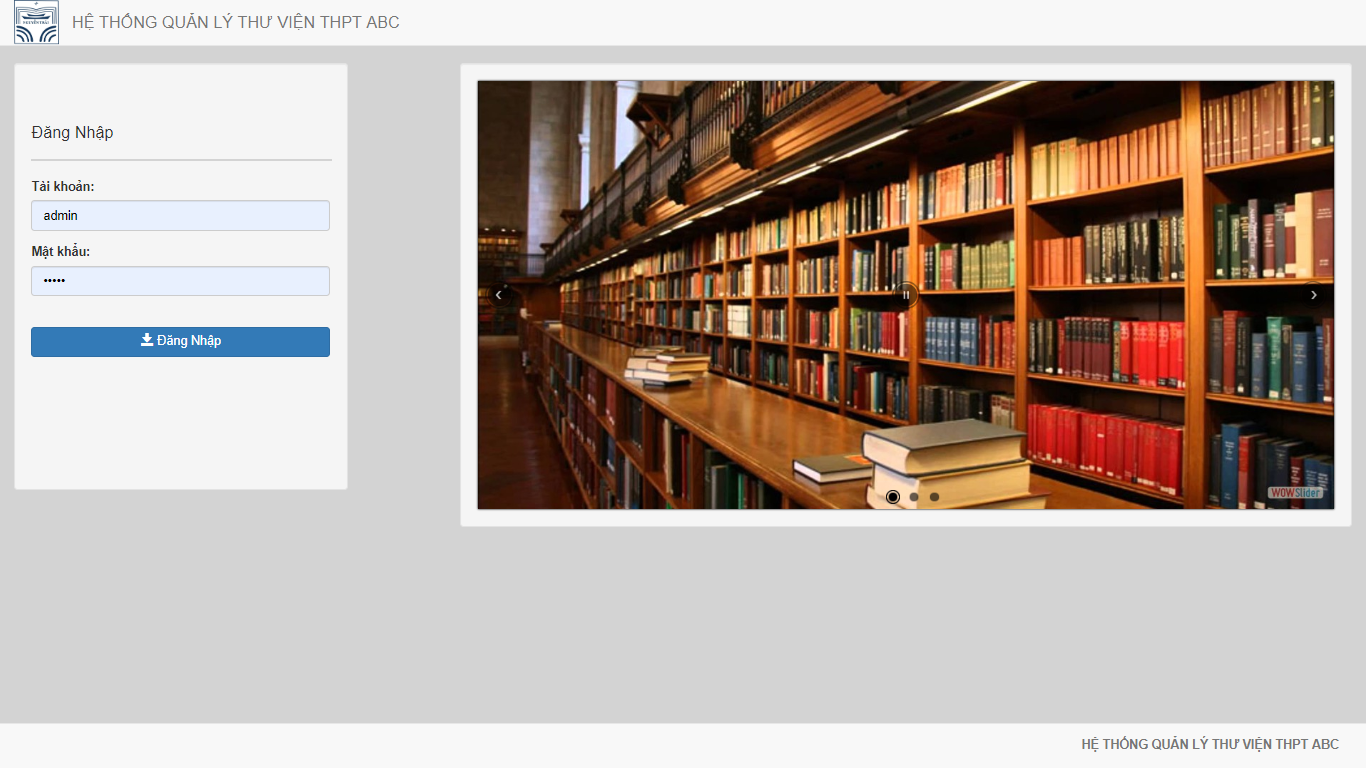 HỆ THỐNG QUẢN LÝ THƯ VIỆN THPT ABC
Đăng Nhập
Tài khoản:
admin
Mật khẩu:
•••••
Đăng Nhập
WOWSlider
HỆ THỐNG QUẢN LÝ THƯ VIỆN THPT ABC